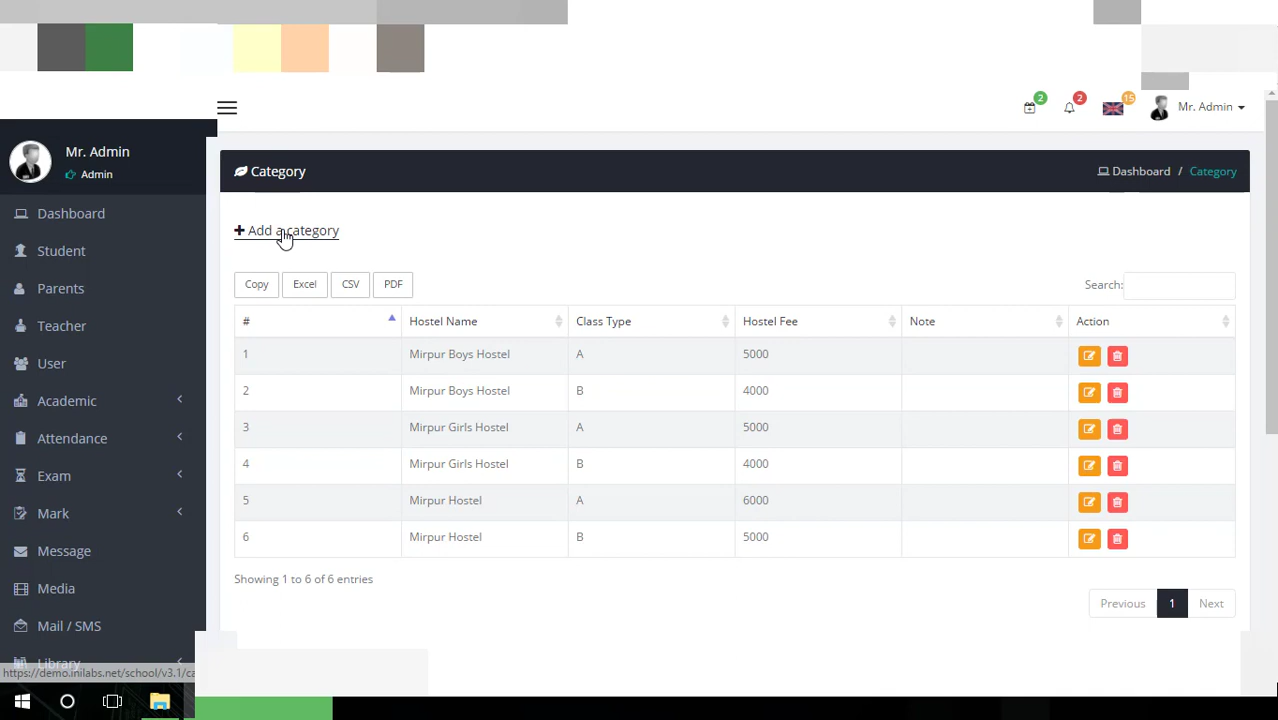 2 2 15 Mr. Admin
Mr. Admin
Admin
Category
Dashboard / Category
Dashboard
Student
Parents
Teacher
User
Academic
Attendance
Exam
Mark
Message
Media
Mail / SMS
Library
https://demo.inilabs.net/school/v3.1/ca
Add a category
Copy Excel CSV PDF
Search:
# Hostel Name Class Type Hostel Fee Note Action
1 Mirpur Boys Hostel A 5000
2 Mirpur Boys Hostel B 4000
3 Mirpur Girls Hostel A 5000
4 Mirpur Girls Hostel B 4000
5 Mirpur Hostel A 6000
6 Mirpur Hostel B 5000
Showing 1 to 6 of 6 entries
Previous 1 Next